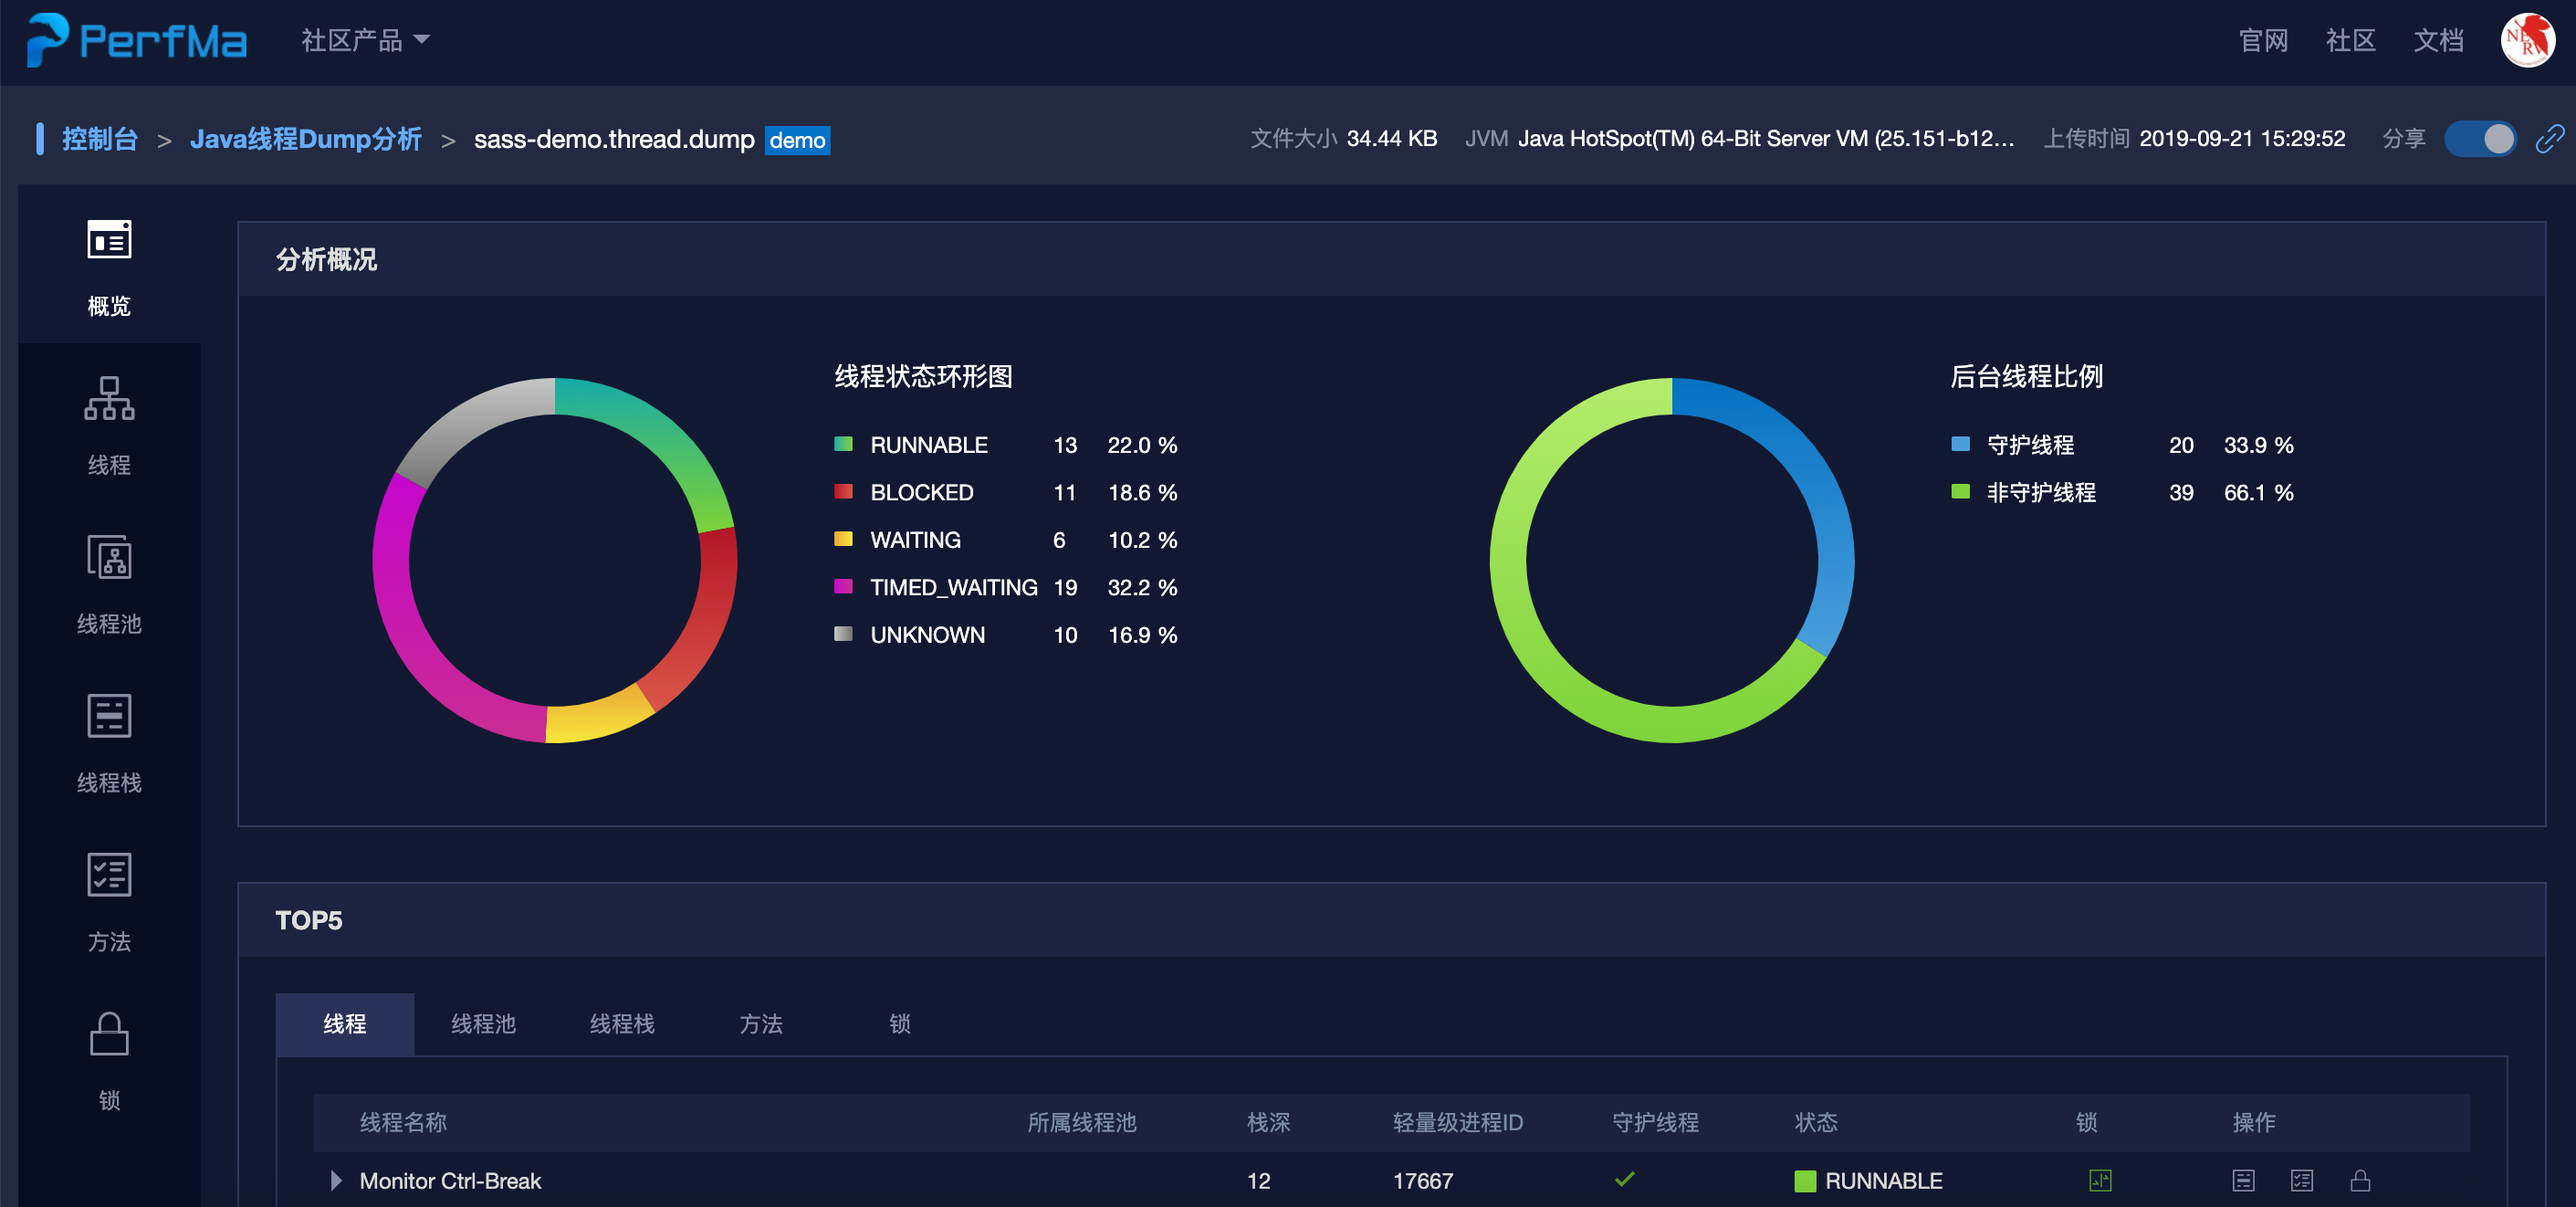 PerfMa 社区产品 官网 社区 文档
NERV
控制台 > Java线程Dump分析 > sass-demo.thread.dump demo 文件大小 34.44 KB JVM Java HotSpot(TM) 64-Bit Server VM (25.151-b12... 上传时间 2019-09-21 15:29:52 分享
概览
线程
线程池
线程栈
方法
锁
分析概况
线程状态环形图
RUNNABLE 13 22.0 %
BLOCKED 11 18.6 %
WAITING 6 10.2 %
TIMED_WAITING 19 32.2 %
UNKNOWN 10 16.9 %
后台线程比例
守护线程 20 33.9 %
非守护线程 39 66.1 %
TOP5
线程 线程池 线程栈 方法 锁
线程名称 所属线程池 栈深 轻量级进程ID 守护线程 状态 锁 操作
Monitor Ctrl-Break 12 17667 RUNNABLE